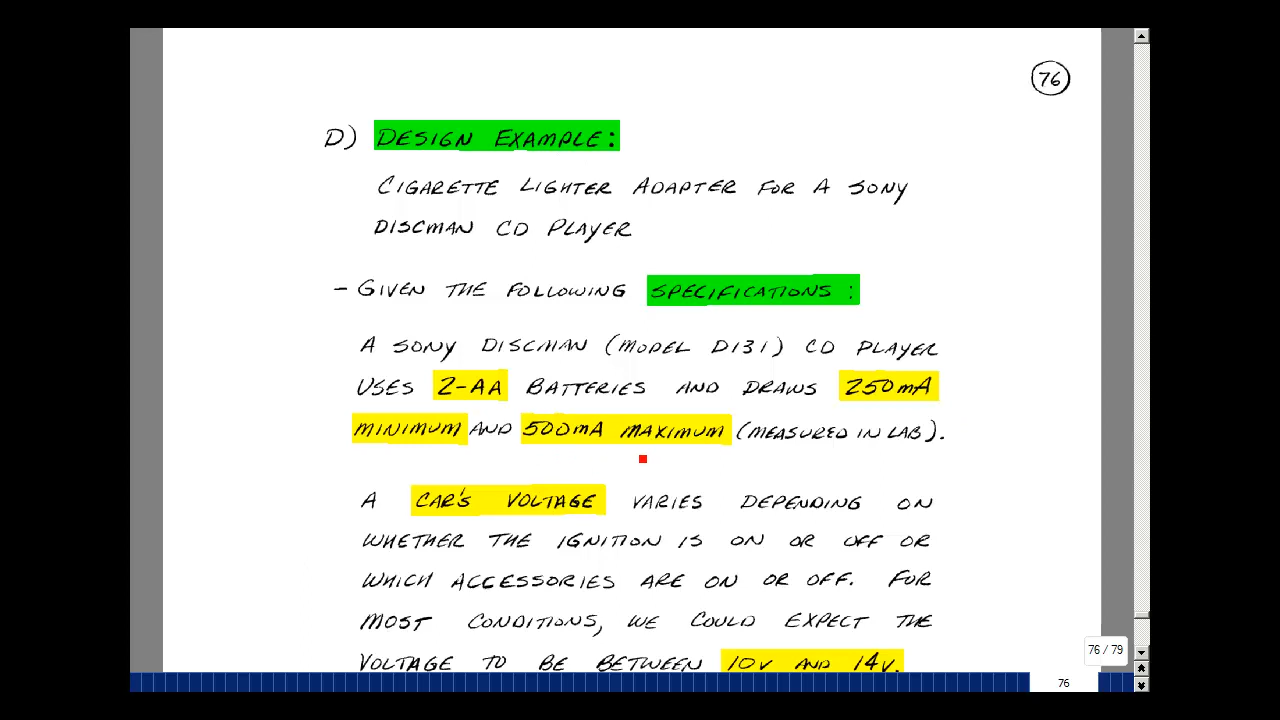 76
D) DESIGN EXAMPLE:
CIGARETTE LIGHTER ADAPTER FOR A SONY
DISCMAN CD PLAYER
- GIVEN THE FOLLOWING SPECIFICATIONS:
A SONY DISCMAN (MODEL D131) CD PLAYER
USES 2-AA BATTERIES AND DRAWS 250mA
MINIMUM AND 500mA MAXIMUM (MEASURED IN LAB).
A CAR'S VOLTAGE VARIES DEPENDING ON
WHETHER THE IGNITION IS ON OR OFF OR
WHICH ACCESSORIES ARE ON OR OFF. FOR
MOST CONDITIONS, WE COULD EXPECT THE
VOLTAGE TO BE BETWEEN 10V AND 14V.
76 / 79
76